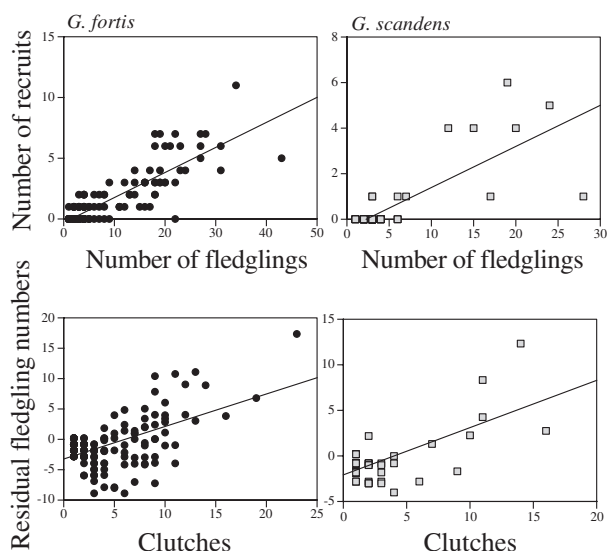 G. fortis
G. scandens
Number of recruits
15
10
5
0
0 10 20 30 40 50
Number of fledglings
8
6
4
2
0
0 5 10 15 20 25 30
Number of fledglings
Residual fledgling numbers
20
15
10
5
0
-5
-10
0 5 10 15 20 25
Clutches
15
10
5
0
-5
0 5 10 15 20
Clutches